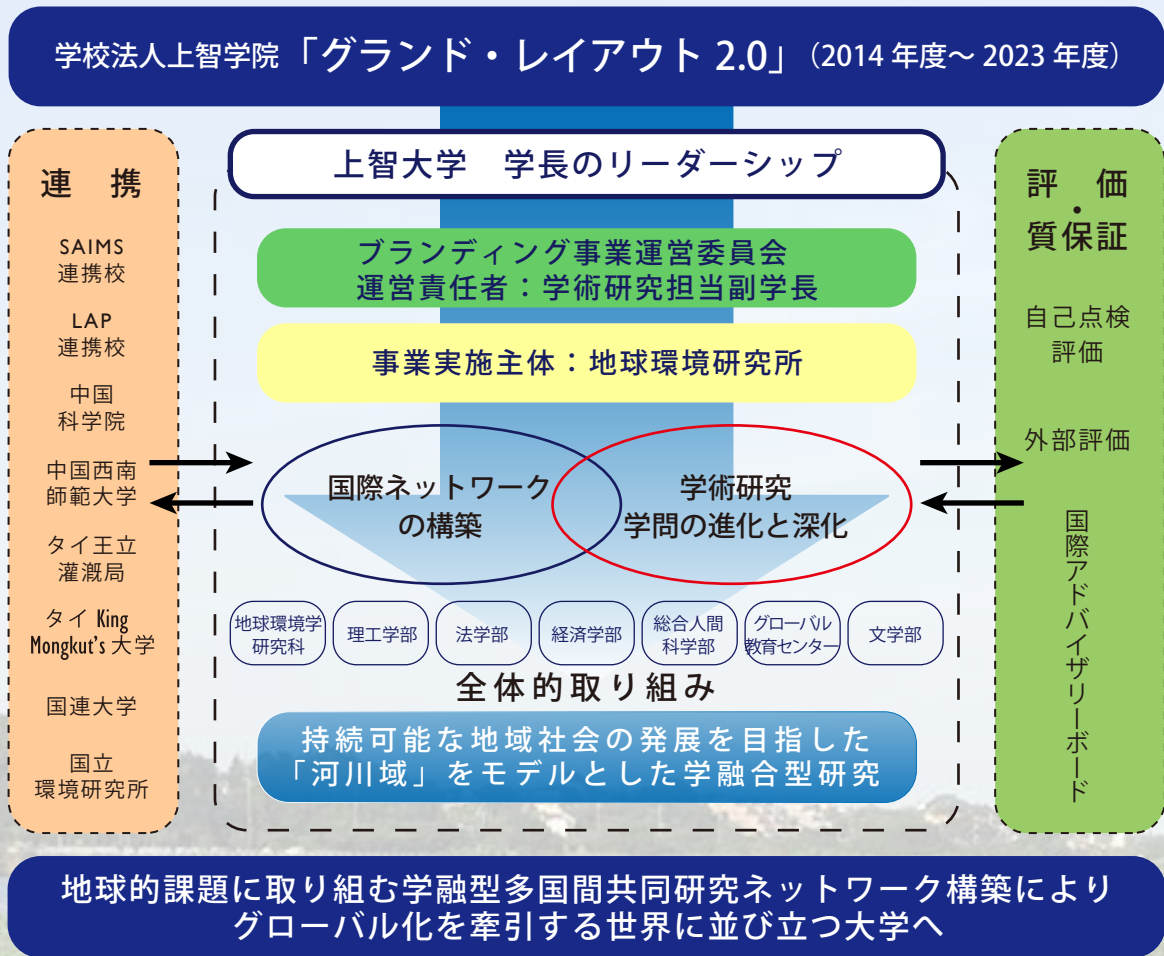 学校法人上智学院「グランド・レイアウト 2.0」(2014 年度~ 2023 年度)
連 携
SAIMS
連携校
LAP
連携校
中国
科学院
中国西南
師範大学
タイ王立
灌漑局
タイ King
Mongkut's 大学
国連大学
国立
環境研究所
上智大学 学長のリーダーシップ
ブランディング事業運営委員会
運営責任者:学術研究担当副学長
事業実施主体:地球環境研究所
国際ネットワーク
の構築
学術研究
学問の進化と深化
地球環境学
研究科
理工学部
法学部
経済学部
総合人間
科学部
グローバル
教育センター
文学部
全体的取り組み
持続可能な地域社会の発展を目指した
「河川域」をモデルとした学融合型研究
評 価
・
質保証
自己点検
評価
外部評価
国際アドバイザリーボード
地球的課題に取り組む学融型多国間共同研究ネットワーク構築により
グローバル化を牽引する世界に並び立つ大学へ